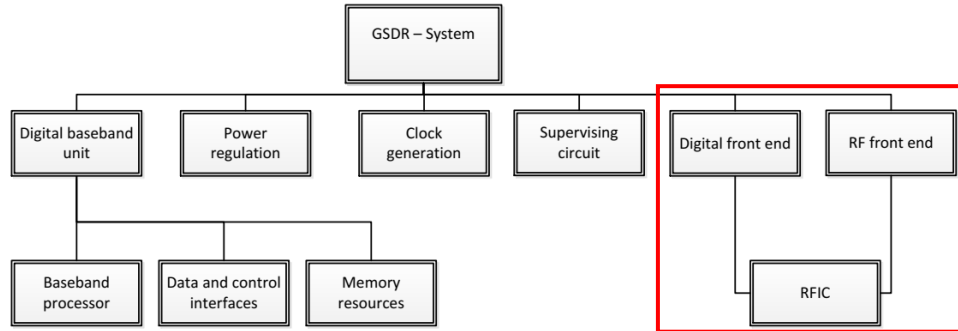 GSDR – System
Digital baseband
unit
Power
regulation
Clock
generation
Supervising
circuit
Digital front end
RF front end
Baseband
processor
Data and control
interfaces
Memory
resources
RFIC